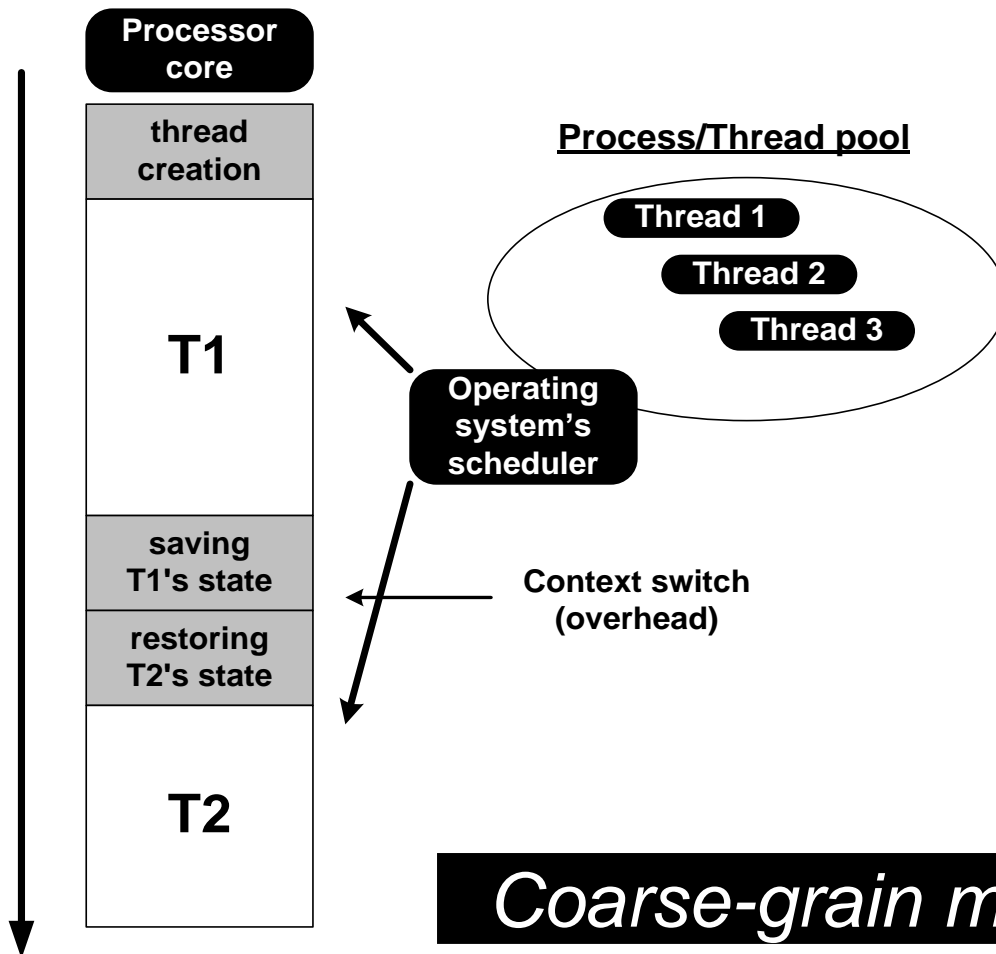 Processor
core
thread
creation
Process/Thread pool
Thread 1
Thread 2
Thread 3
T1
Operating
system's
scheduler
saving
T1's state
Context switch
(overhead)
restoring
T2's state
T2
Coarse-grain m